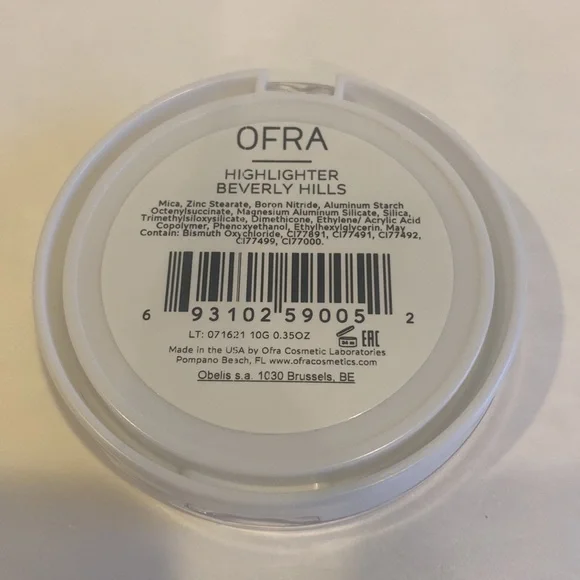 OFRA
HIGHLIGHTER
BEVERLY HILLS
Mica, Zinc Stearate, Boron Nitride, Aluminum Starch
Octenylsuccinate, Magnesium Aluminum Silicate, Silica,
Trimethylsiloxysilicate, Dimethicone, Ethylene/ Acrylic Acid
Copolymer, Phenoxyethanol, Ethylhexylglycerin. May
Contain: Bismuth Oxychloride, CI77891, CI77491, CI77492,
CI77499, CI77000.
6 93102 59005 2
LT: 071621 10G 0.35OZ
EAC
Made in the USA by Ofra Cosmetic Laboratories
Pompano Beach, FL www.ofracosmetics.com
Obelis s.a. 1030 Brussels, BE